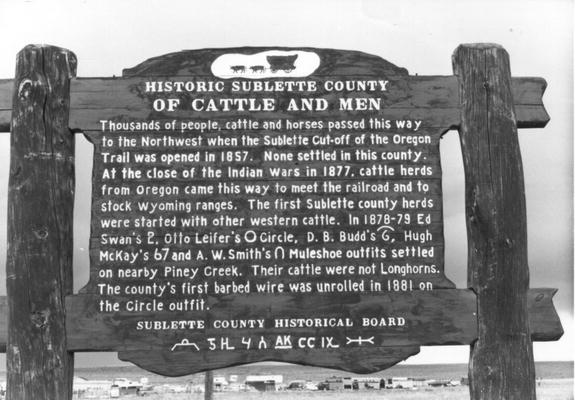 HISTORIC SUBLETTE COUNTY
OF CATTLE AND MEN
Thousands of people, cattle and horses passed this way
to the Northwest when the Sublette Cut-off of the Oregon
Trail was opened in 1857. None settled in this county.
At the close of the Indian Wars in 1877, cattle herds
from Oregon came this way to meet the railroad and to
stock Wyoming ranges. The first Sublette county herds
were started with other western cattle. In 1878-79 Ed
Swan's 2, Otto Leifer's O Circle, D. B. Budd's 6, Hugh
McKay's 67 and A. W. Smith's ∩ Muleshoe outfits settled
on nearby Piney Creek. Their cattle were not Longhorns.
The county's first barbed wire was unrolled in 1881 on
the Circle outfit.
SUBLETTE COUNTY HISTORICAL BOARD
AK CC IX